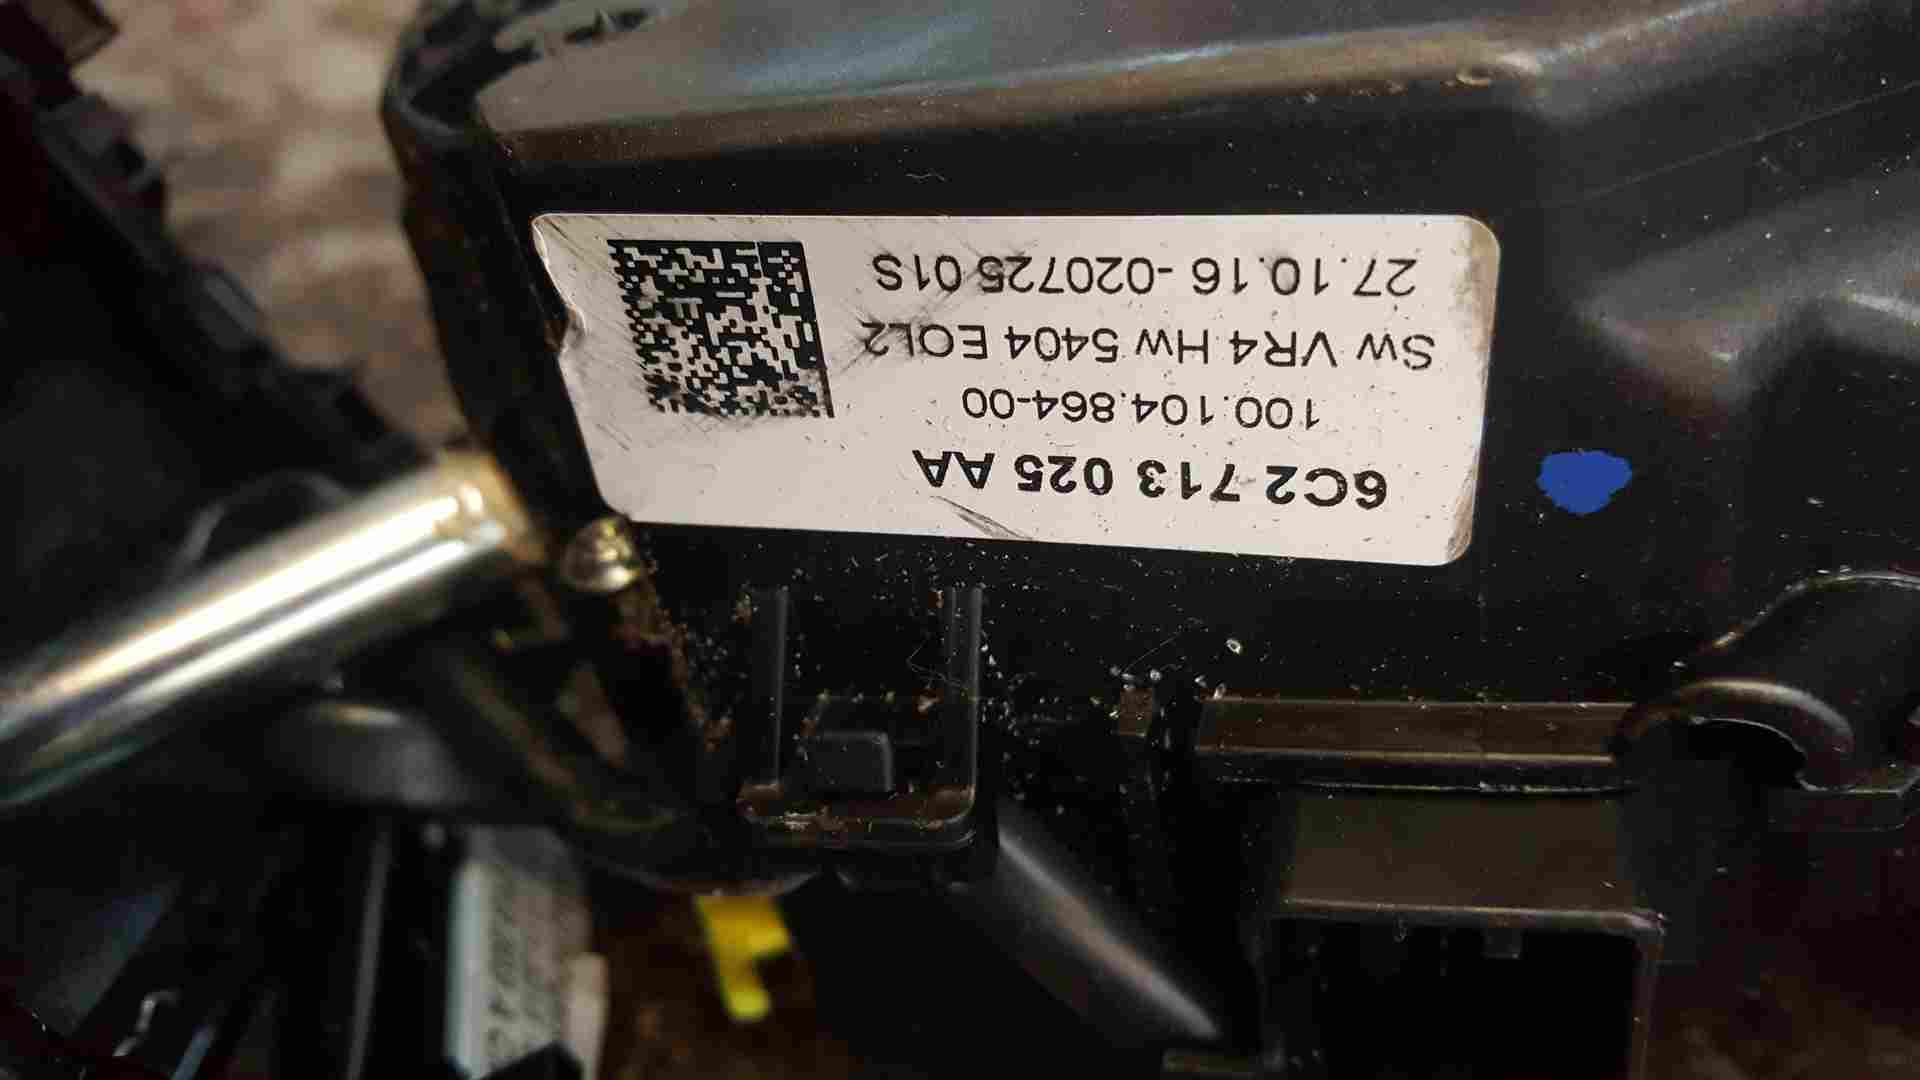 6C2 713 025 AA
100.104.864-00
Sw VR4 Hw 5404 EOL2
27.10.16 -020725 01S